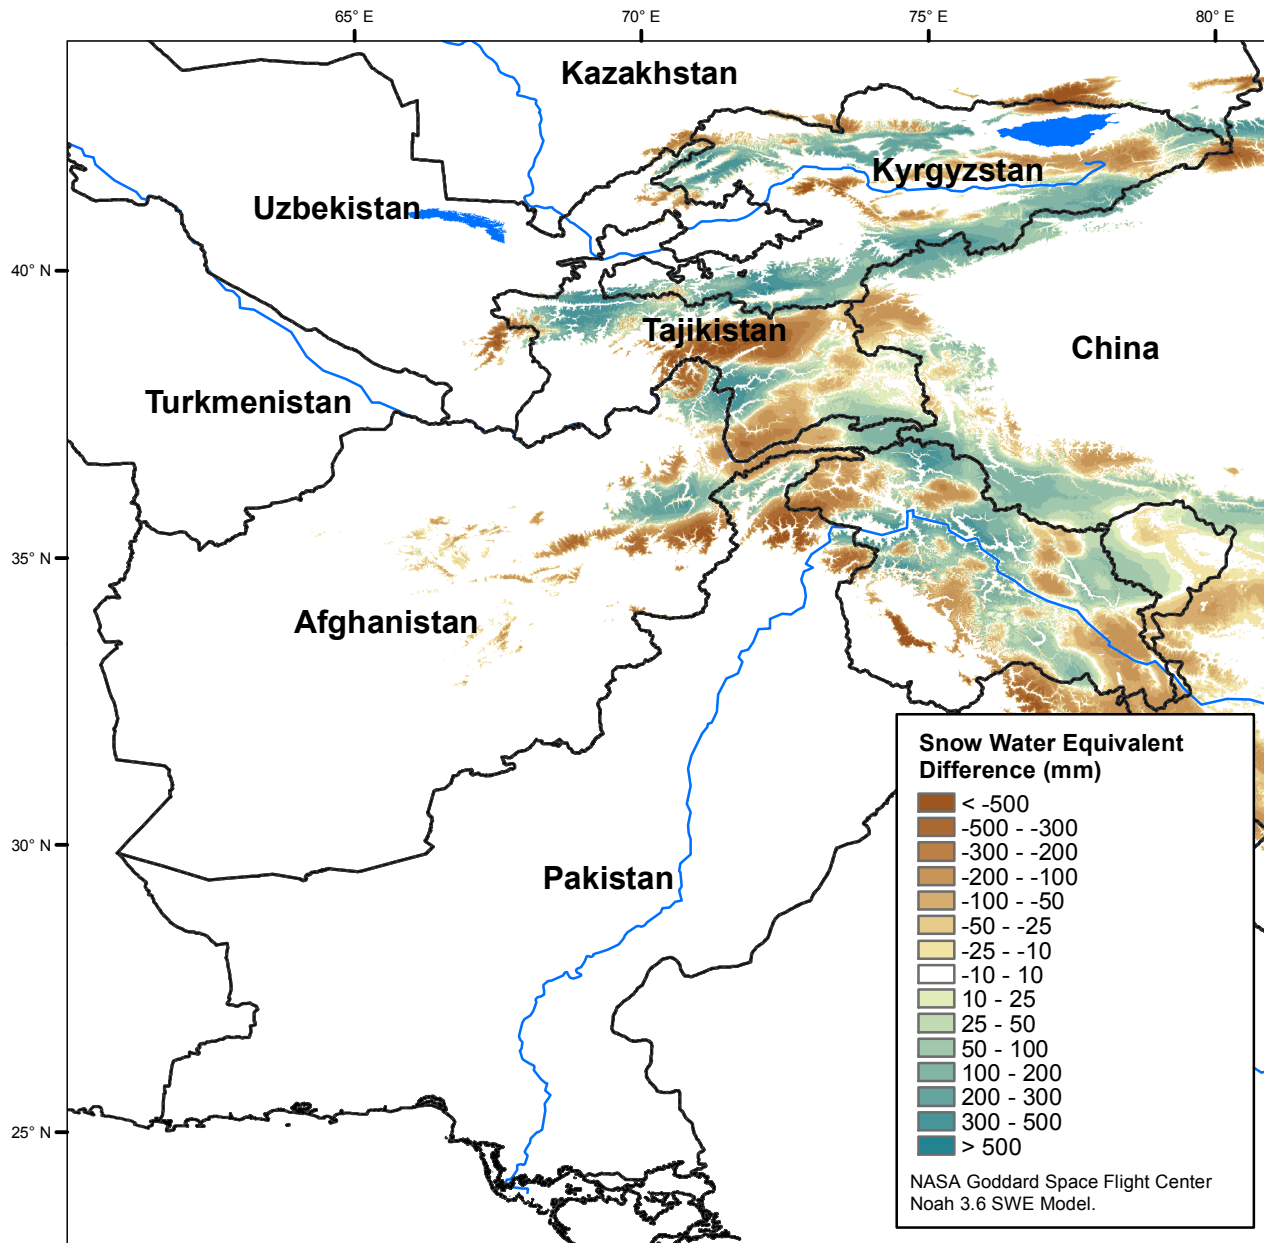 65° E
70° E
75° E
80° E
Kazakhstan
Kyrgyzstan
Uzbekistan
40° N
Tajikistan
China
Turkmenistan
35° N
Afghanistan
Snow Water Equivalent
Difference (mm)
< -500
-500 - -300
-300 - -200
-200 - -100
-100 - -50
-50 - -25
-25 - -10
-10 - 10
10 - 25
25 - 50
50 - 100
100 - 200
200 - 300
300 - 500
> 500
NASA Goddard Space Flight Center
Noah 3.6 SWE Model.
30° N
Pakistan
25° N